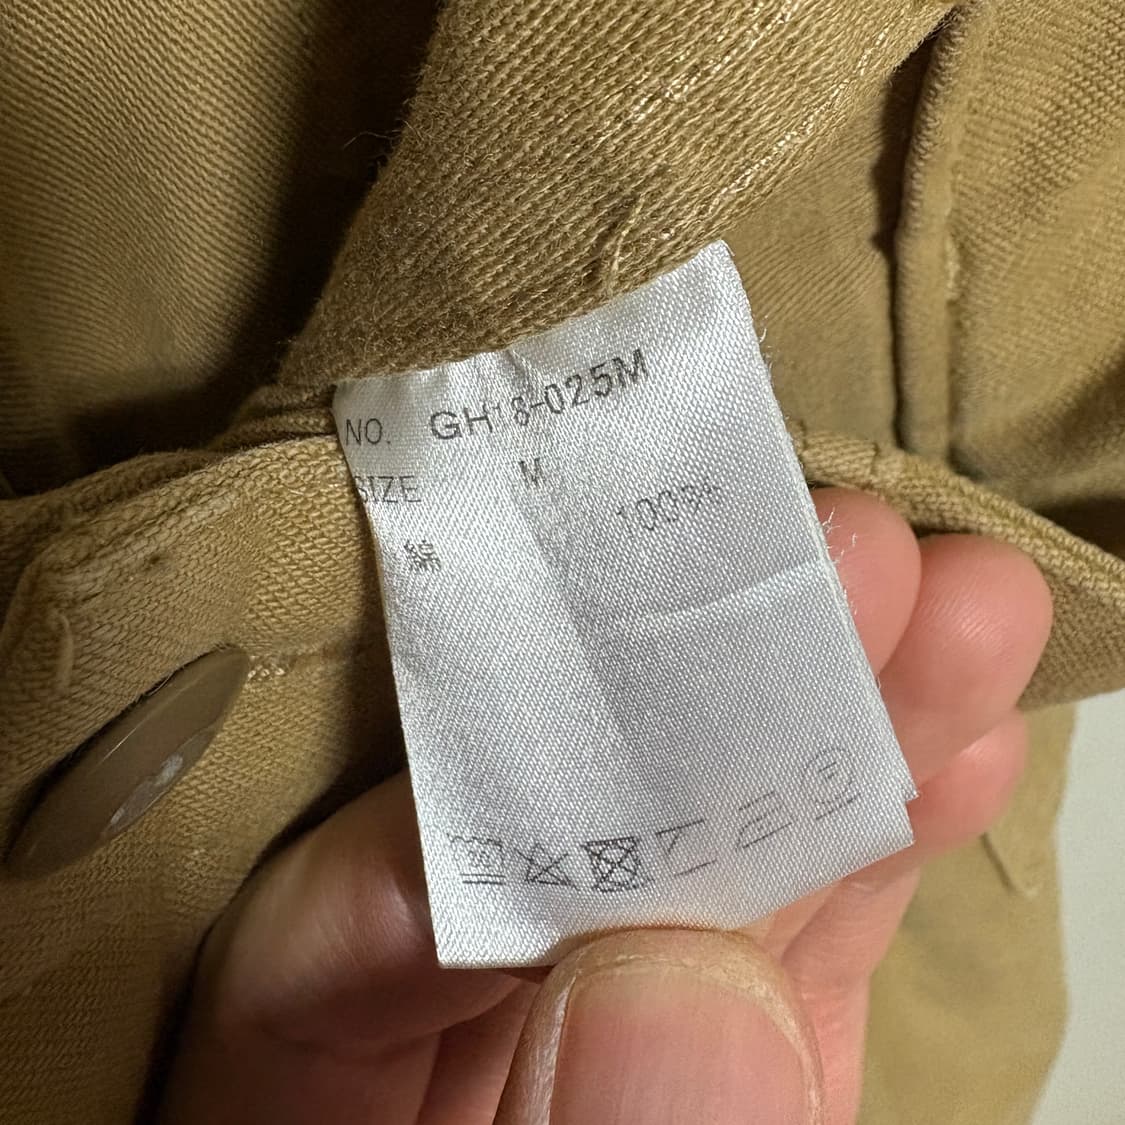 NO. GH18-025M
SIZE M
綿 100%